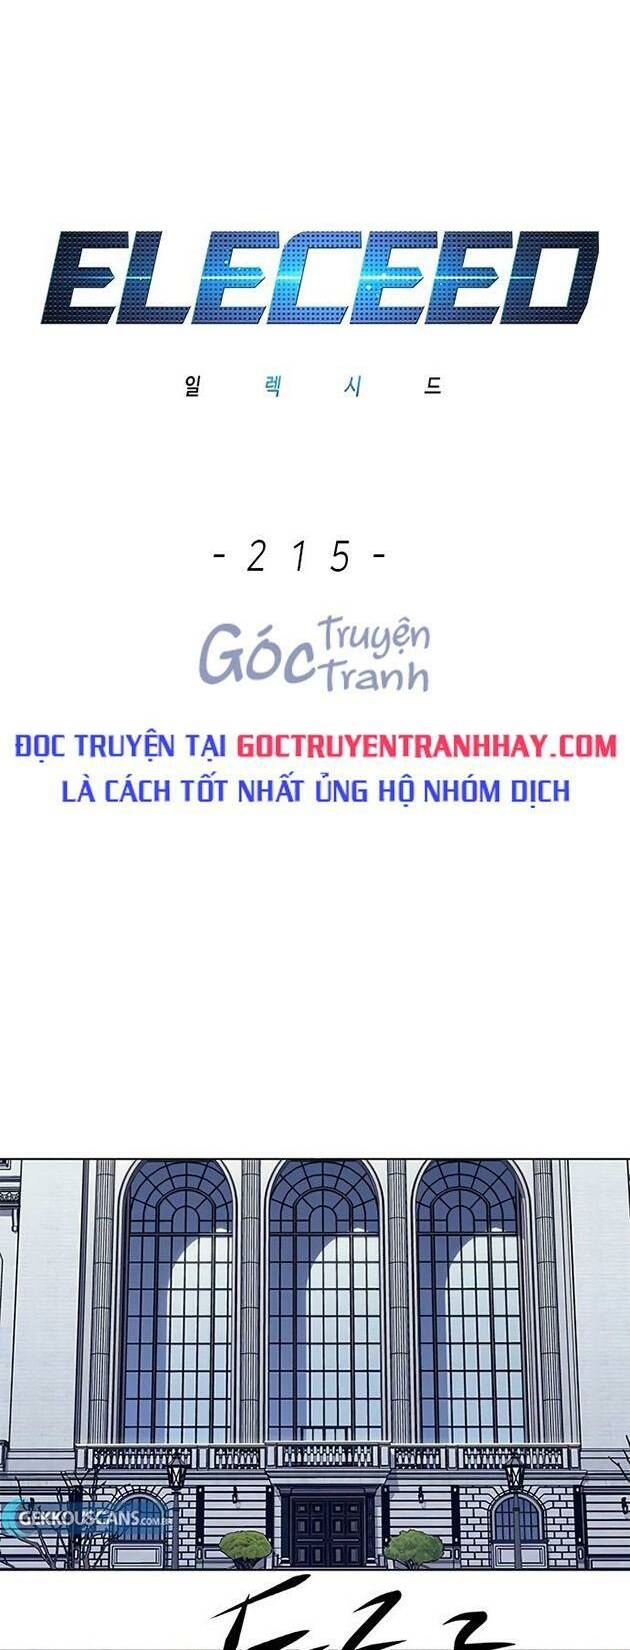 ELECEED
일 렉 시 드
- 2 1 5 -
Góc Truyện Tranh
ĐỌC TRUYỆN TẠI GOCTRUYENTRANHHAY.COM
LÀ CÁCH TỐT NHẤT ỦNG HỘ NHÓM DỊCH
GEKKOUSCANS.COM.BR